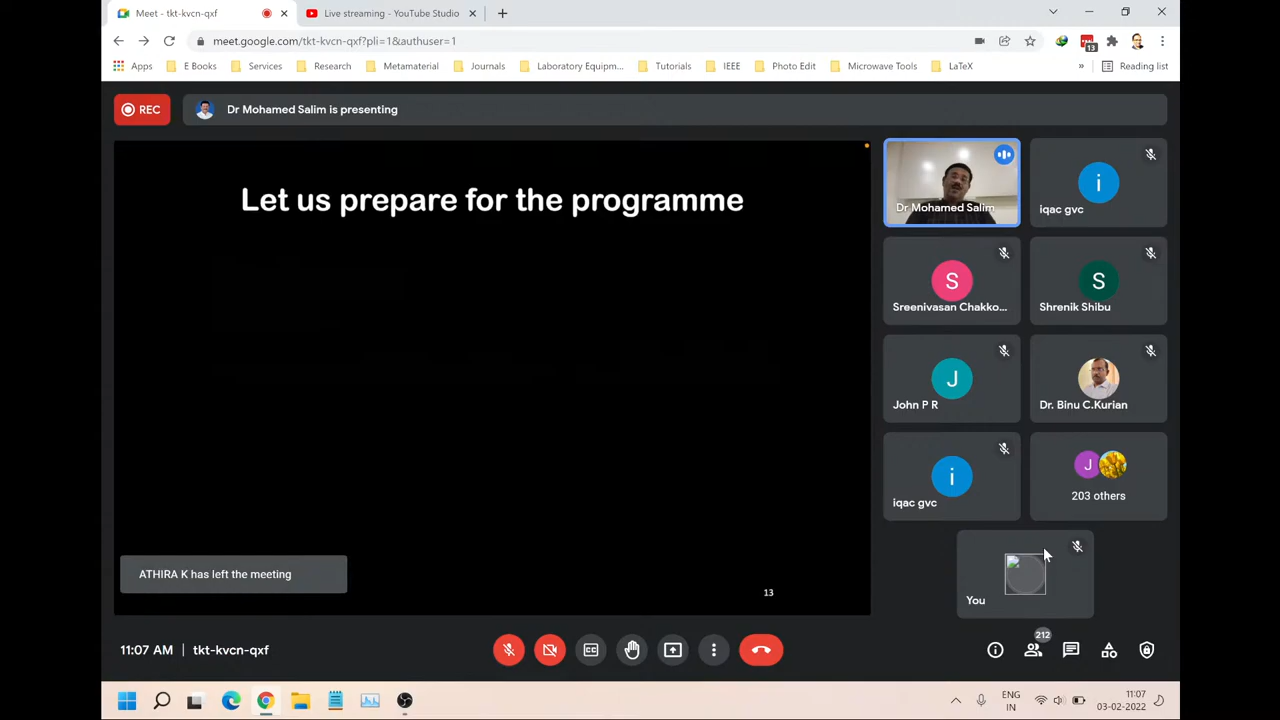 Meet - tkt-kvcn-qxf
Live streaming - YouTube Studio
meet.google.com/tkt-kvcn-qxf?pli=1&authuser=1
13
Apps E Books Services Research Metamaterial Journals Laboratory Equipm... Tutorials IEEE Photo Edit Microwave Tools LaTeX » Reading list
REC
Dr Mohamed Salim is presenting
Let us prepare for the programme
Dr Mohamed Salim
i
iqac gvc
S
Sreenivasan Chakko...
S
Shrenik Shibu
J
John P R
Dr. Binu C.Kurian
i
iqac gvc
J
203 others
You
ATHIRA K has left the meeting
13
11:07 AM | tkt-kvcn-qxf
CC
212
ENG
IN
11:07
03-02-2022